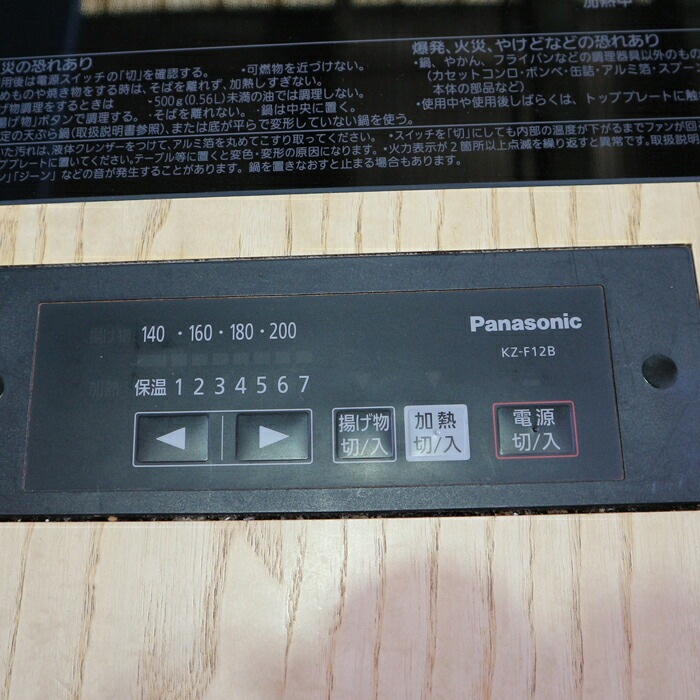 加熱中
災の恐れあり
用後は電源スイッチの「切」を確認する。
・可燃物を近づけない。
めものや焼き物をする時は、そばを離れず、加熱しすぎない。
げ物調理をするときは
・500g(0.56L)未満の油では調理しない。
揚げ物」ボタンで調理する。・そばを離れない。・鍋は中央に置く。
定の天ぷら鍋(取扱説明書参照)、または底が平らで変形していない鍋を使う。
爆発、火災、やけどなどの恐れあり
・鍋、やかん、フライパンなどの調理器具以外のもの
(カセットコンロ・ボンベ・缶詰・アルミ箔・スプー
本体の部品など)
・使用中や使用後しばらくは、トッププレートに触
いた汚れは、液体クレンザーをつけて、アルミ箔を丸めてこすり取ってください。・スイッチを「切」にしても内部の温度が下がるまでファンが回
ププレートに置いてください。テーブル等に置くと変色・変形の原因になります。・火力表示が2箇所以上点滅を繰り返すと異常です。取扱説明
ン」「ジーン」などの音が発生することがあります。鍋を置きなおすと止まる場合もあります。
Panasonic
KZ-F12B
揚げ物 140・160・180・200
加熱 保温 1 2 3 4 5 6 7
◀ ▶
揚げ物
切/入
加熱
切/入
電源
切/入